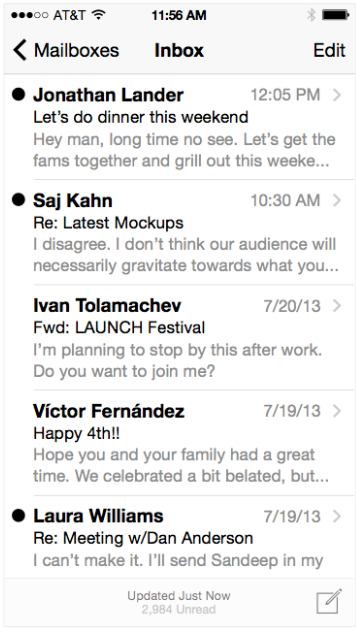 AT&T 11:56 AM
Mailboxes Inbox Edit
Jonathan Lander 12:05 PM
Let's do dinner this weekend
Hey man, long time no see. Let's get the
fams together and grill out this weeke...
Saj Kahn 10:30 AM
Re: Latest Mockups
I disagree. I don't think our audience will
necessarily gravitate towards what you...
Ivan Tolamachev 7/20/13
Fwd: LAUNCH Festival
I'm planning to stop by this after work.
Do you want to join me?
Víctor Fernández 7/19/13
Happy 4th!!
Hope you and your family had a great
time. We celebrated a bit belated, but...
Laura Williams 7/19/13
Re: Meeting w/Dan Anderson
I can't make it. I'll send Sandeep in my
Updated Just Now
2,984 Unread